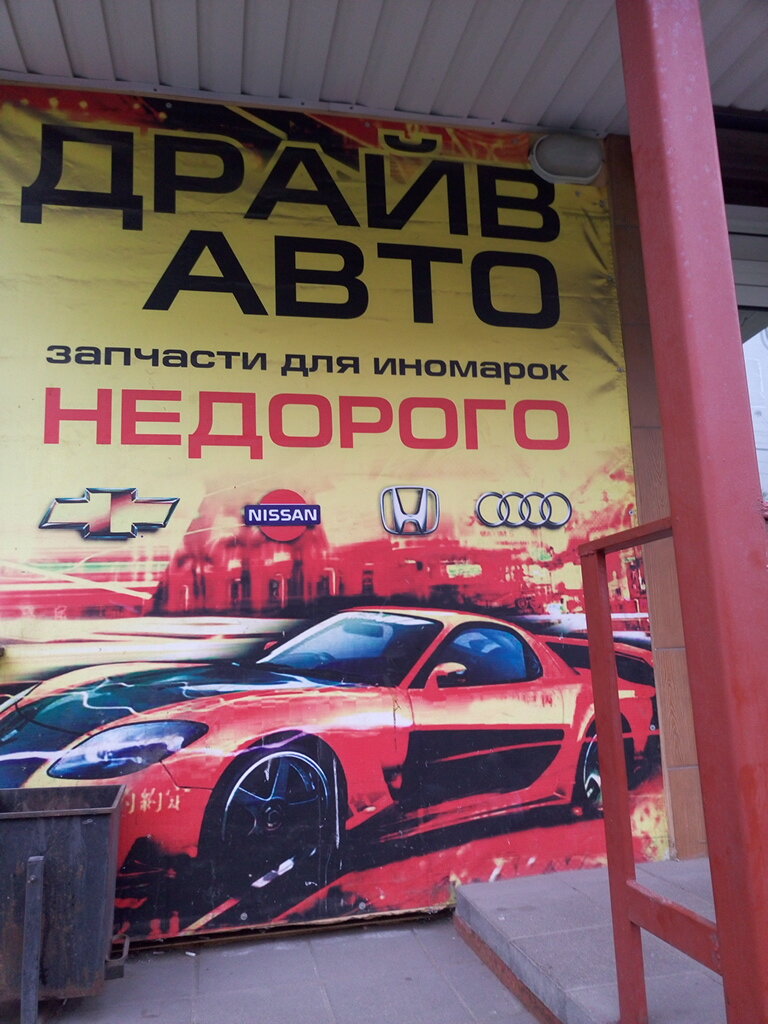 ДРАЙВ
АВТО
запчасти для иномарок
НЕДОРОГО
NISSAN